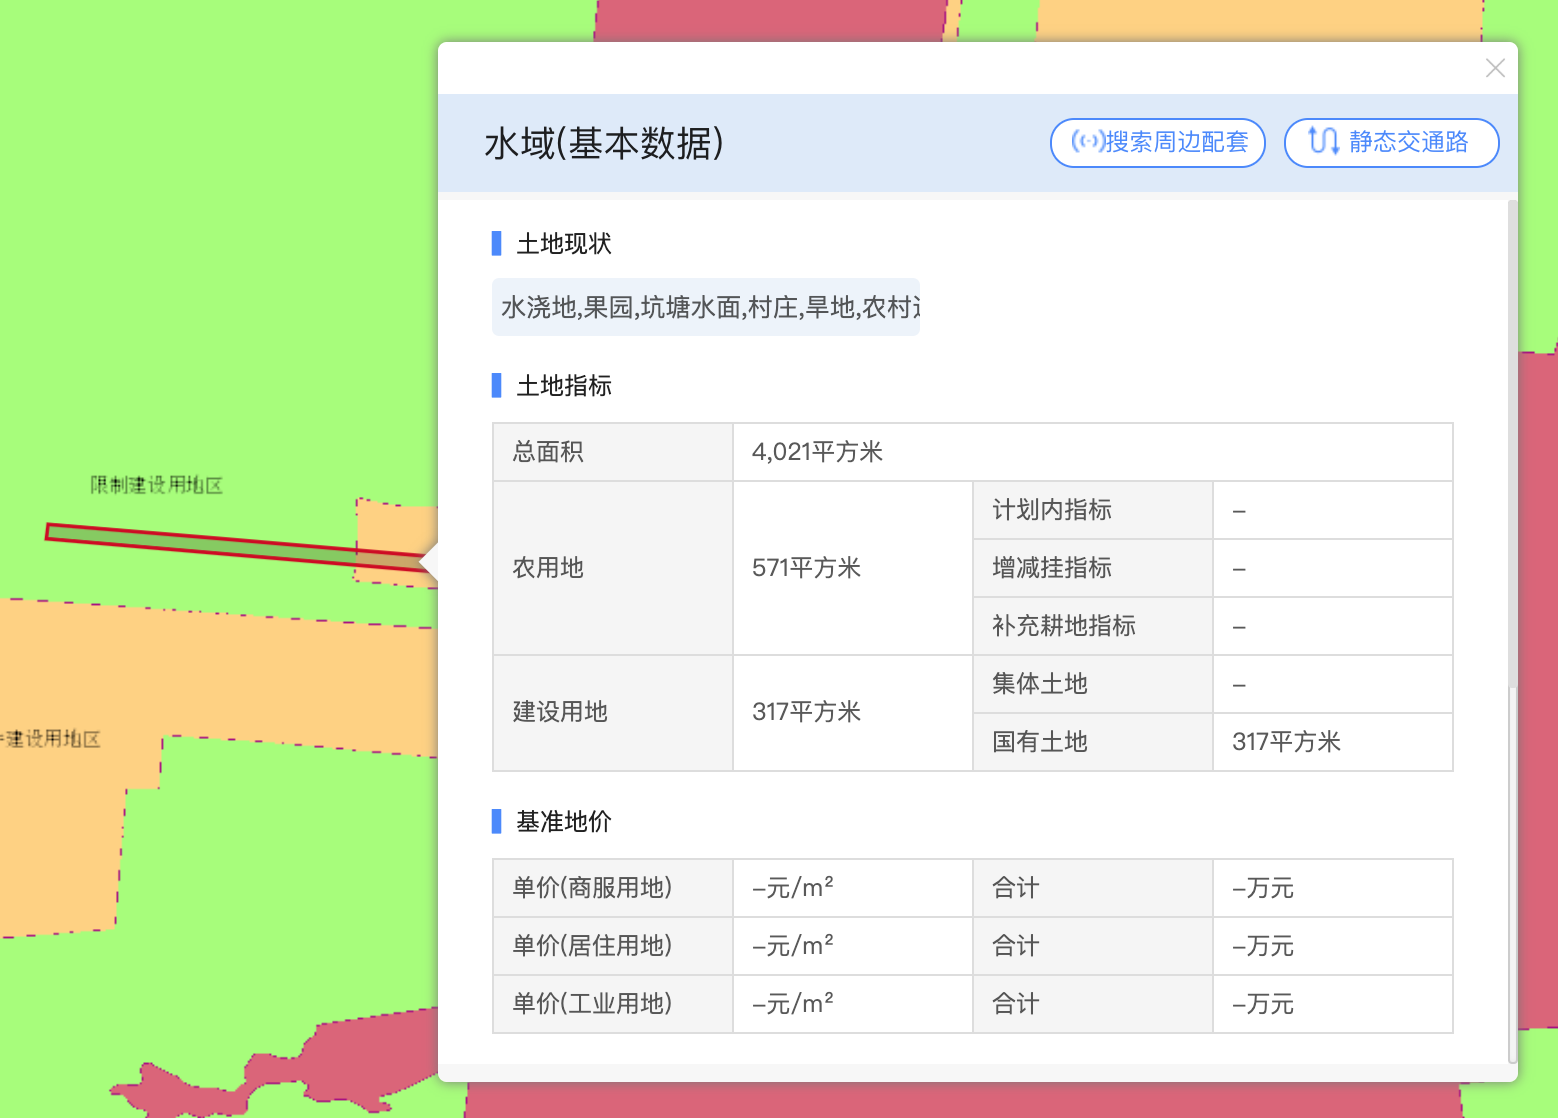 水域(基本数据)
搜索周边配套
静态交通路
土地现状
水浇地,果园,坑塘水面,村庄,旱地,农村
土地指标
总面积 4,021平方米
农用地 571平方米
计划内指标 –
增减挂指标 –
补充耕地指标 –
建设用地 317平方米
集体土地 –
国有土地 317平方米
基准地价
单价(商服用地) –元/m² 合计 –万元
单价(居住用地) –元/m² 合计 –万元
单价(工业用地) –元/m² 合计 –万元
限制建设用地区
建设用地区